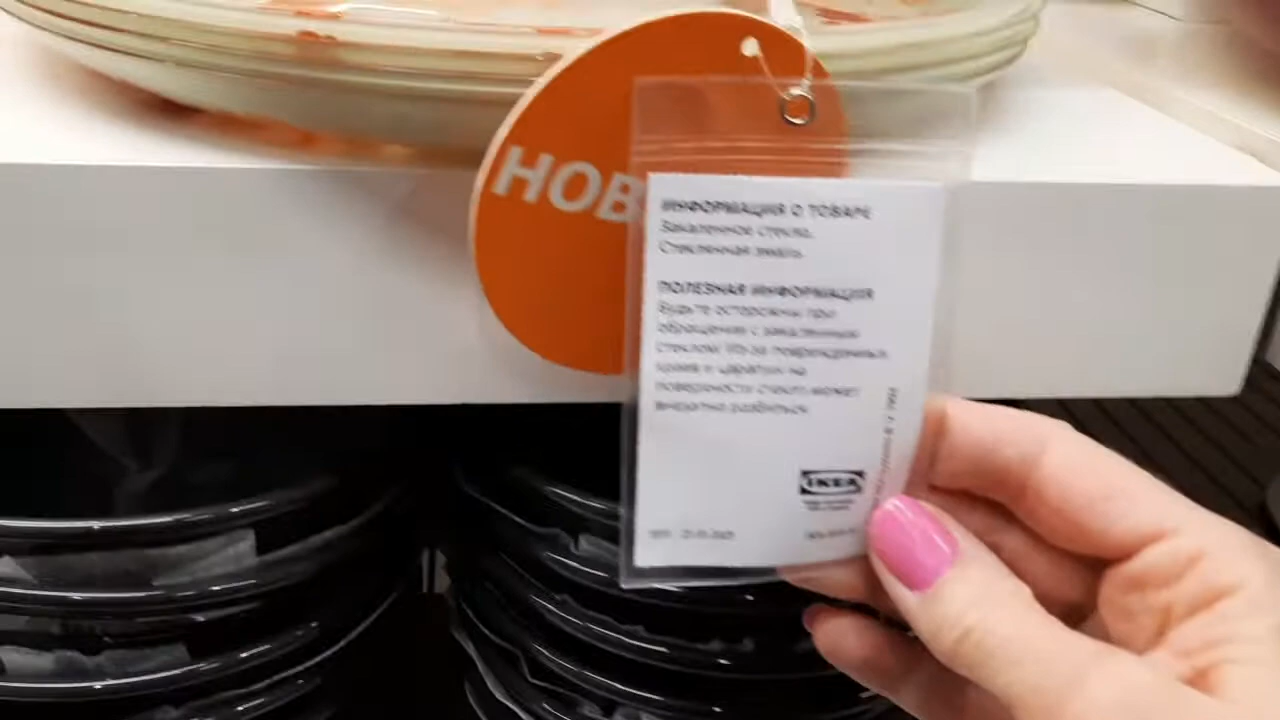 НОВ
ИНФОРМАЦИЯ О ТОВАРЕ
Закаленное стекло.
Стеклянная эмаль.
ПОЛЕЗНАЯ ИНФОРМАЦИЯ
Будьте осторожны при
обращении с закаленным
стеклом! Из-за поврежденных
краев и царапин на
поверхности стекло может
внезапно разбиться.
IKEA